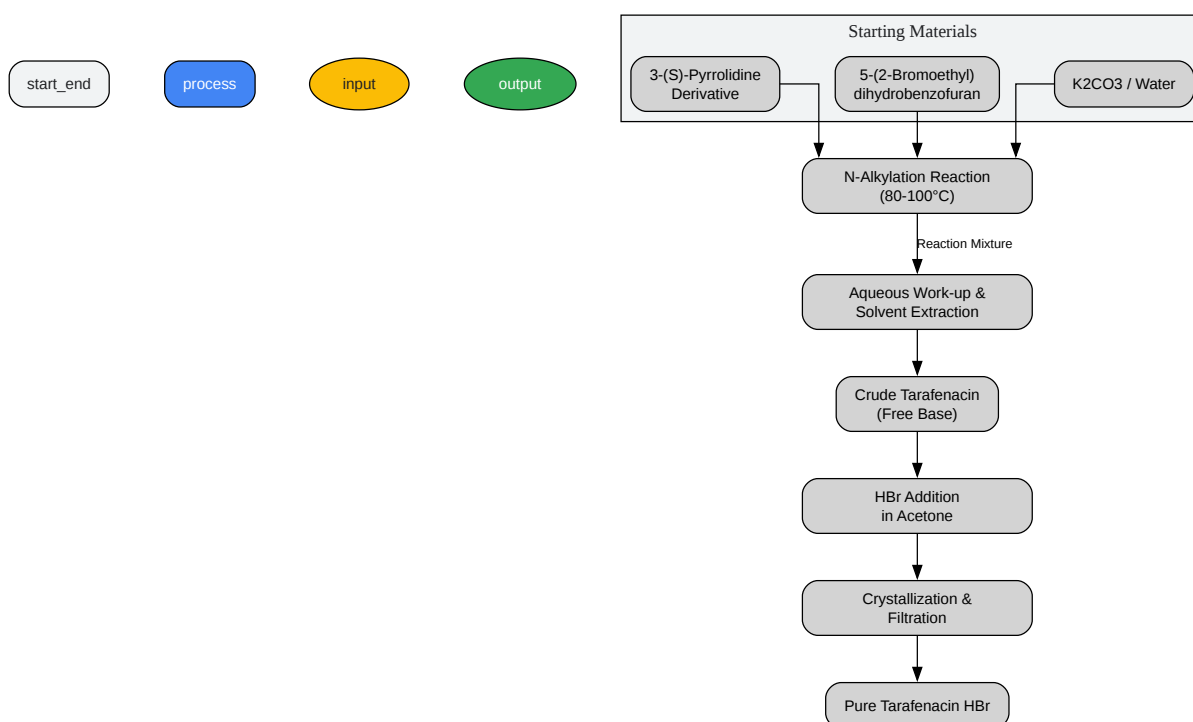 start_end
process
input
output
Starting Materials
3-(S)-Pyrrolidine
Derivative
5-(2-Bromoethyl)
dihydrobenzofuran
K2CO3 / Water
N-Alkylation Reaction
(80-100°C)
Reaction Mixture
Aqueous Work-up &
Solvent Extraction
Crude Tarafenacin
(Free Base)
HBr Addition
in Acetone
Crystallization &
Filtration
Pure Tarafenacin HBr